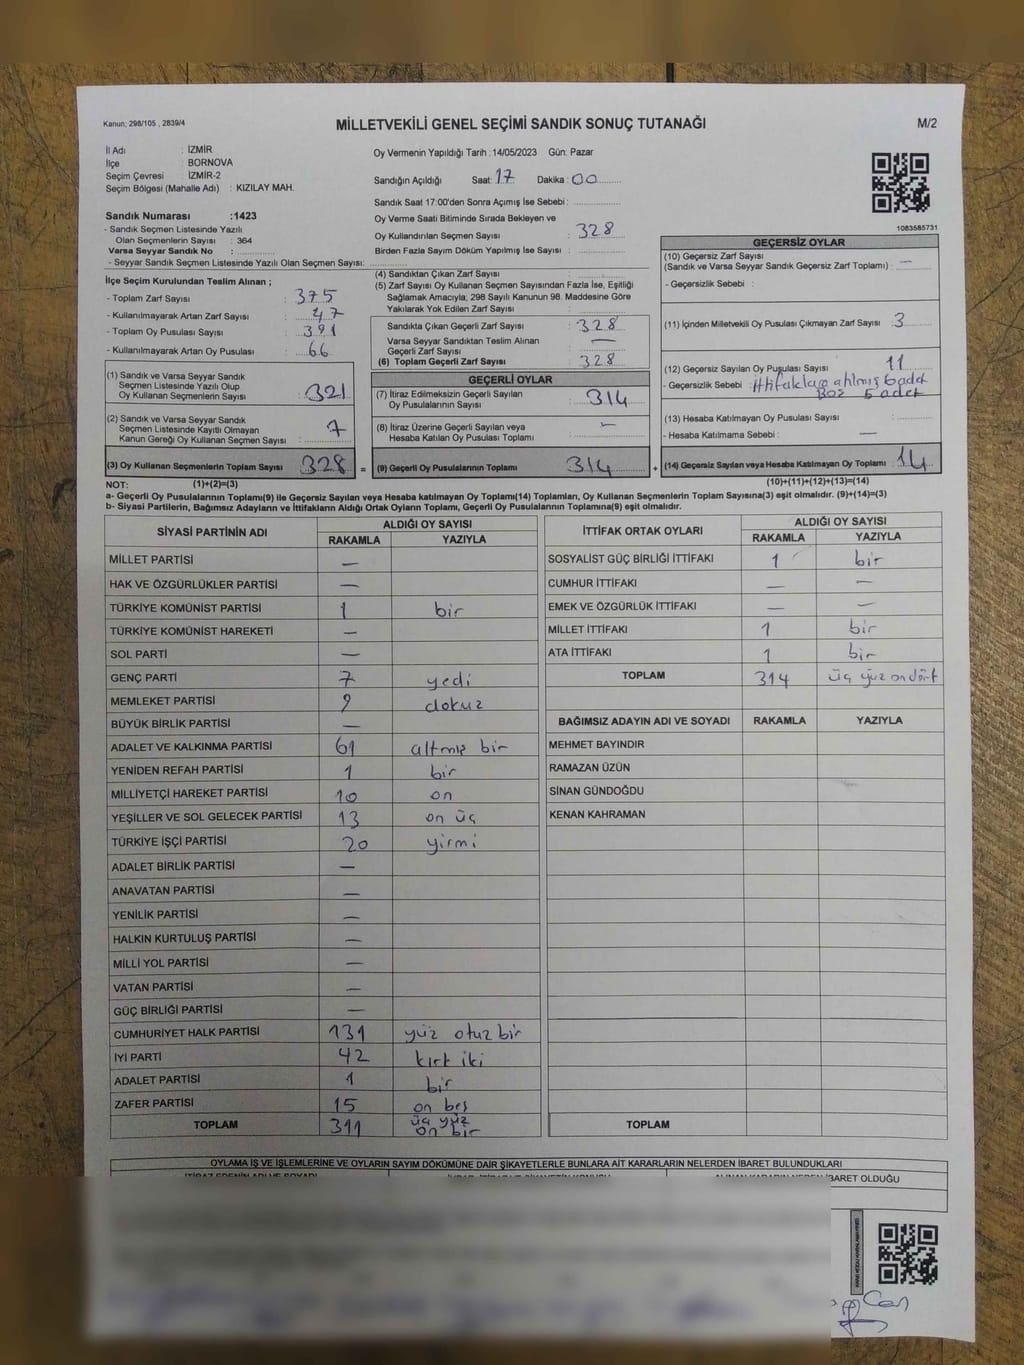 Kanun; 298/105 , 2839/4
MİLLETVEKİLİ GENEL SEÇİMİ SANDIK SONUÇ TUTANAĞI
M/2
İl Adı : İZMİR
İlçe : BORNOVA
Seçim Çevresi : İZMİR-2
Seçim Bölgesi (Mahalle Adı) : KIZILAY MAH.
Sandık Numarası :1423
- Sandık Seçmen Listesinde Yazılı
Olan Seçmenlerin Sayısı : 364
Varsa Seyyar Sandık No :
- Seyyar Sandık Seçmen Listesinde Yazılı Olan Seçmen Sayısı:
Oy Vermenin Yapıldığı Tarih : 14/05/2023 Gün: Pazar
Sandığın Açıldığı Saat: 17 Dakika : 00
Sandık Saat 17:00'den Sonra Açımış İse Sebebi :
Oy Verme Saati Bitiminde Sırada Bekleyen ve
Oy Kullandırılan Seçmen Sayısı : 328
Birden Fazla Sayım Döküm Yapılmış İse Sayısı :
1083585731
İlçe Seçim Kurulundan Teslim Alınan ;
- Toplam Zarf Sayısı : 375
- Kullanılmayarak Artan Zarf Sayısı : 47
- Toplam Oy Pusulası Sayısı : 391
- Kullanılmayarak Artan Oy Pusulası : 66
(1) Sandık ve Varsa Seyyar Sandık
Seçmen Listesinde Yazılı Olup
Oy Kullanan Seçmenlerin Sayısı : 321
(2) Sandık ve Varsa Seyyar Sandık
Seçmen Listesinde Kayıtlı Olmayan
Kanun Gereği Oy Kullanan Seçmen Sayısı : 7
(3) Oy Kullanan Seçmenlerin Toplam Sayısı 328 =
(4) Sandıktan Çıkan Zarf Sayısı :
(5) Zarf Sayısı Oy Kullanan Seçmen Sayısından Fazla İse, Eşitliği
Sağlamak Amacıyla, 298 Sayılı Kanunun 98. Maddesine Göre
Yakılarak Yok Edilen Zarf Sayısı :
Sandıkta Çıkan Geçerli Zarf Sayısı : 328
Varsa Seyyar Sandıktan Teslim Alınan
Geçerli Zarf Sayısı : —
(6) Toplam Geçerli Zarf Sayısı : 328
GEÇERLİ OYLAR
(7) İtiraz Edilmeksizin Geçerli Sayılan
Oy Pusulalarının Sayısı : 314
(8) İtiraz Üzerine Geçerli Sayılan veya
Hesaba Katılan Oy Pusulası Toplamı : —
(9) Geçerli Oy Pusulalarının Toplamı 314 +
GEÇERSİZ OYLAR
(10) Geçersiz Zarf Sayısı
(Sandık ve Varsa Seyyar Sandık Geçersiz Zarf Toplamı) : —
- Geçersizlik Sebebi :
(11) İçinden Milletvekili Oy Pusulası Çıkmayan Zarf Sayısı : 3
(12) Geçersiz Sayılan Oy Pusulası Sayısı : 11
- Geçersizlik Sebebi : ittifaklara atılmış 6 adet
Boş 5 adet
(13) Hesaba Katılmayan Oy Pusulası Sayısı :
- Hesaba Katılmama Sebebi : —
(14) Geçersiz Sayılan veya Hesaba Katılmayan Oy Toplamı : 14
NOT: (1)+(2)=(3)
(10)+(11)+(12)+(13)=(14)
a- Geçerli Oy Pusulalarının Toplamı(9) ile Geçersiz Sayılan veya Hesaba katılmayan Oy Toplamı(14) Toplamları, Oy Kullanan Seçmenlerin Toplam Sayısına(3) eşit olmalıdır. (9)+(14)=(3)
b- Siyasi Partilerin, Bağımsız Adayların ve İttifakların Aldığı Ortak Oyların Toplamı, Geçerli Oy Pusulalarının Toplamına(9) eşit olmalıdır.
SİYASİ PARTİNİN ADI ALDIĞI OY SAYISI
RAKAMLA YAZIYLA
MİLLET PARTİSİ —
HAK VE ÖZGÜRLÜKLER PARTİSİ —
TÜRKİYE KOMÜNİST PARTİSİ 1 bir
TÜRKİYE KOMÜNİST HAREKETİ —
SOL PARTİ —
GENÇ PARTİ 7 yedi
MEMLEKET PARTİSİ 9 dokuz
BÜYÜK BİRLİK PARTİSİ —
ADALET VE KALKINMA PARTİSİ 61 altmış bir
YENİDEN REFAH PARTİSİ 1 bir
MİLLİYETÇİ HAREKET PARTİSİ 10 on
YEŞİLLER VE SOL GELECEK PARTİSİ 13 on üç
TÜRKİYE İŞÇİ PARTİSİ 20 yirmi
ADALET BİRLİK PARTİSİ —
ANAVATAN PARTİSİ —
YENİLİK PARTİSİ —
HALKIN KURTULUŞ PARTİSİ —
MİLLİ YOL PARTİSİ —
VATAN PARTİSİ —
GÜÇ BİRLİĞİ PARTİSİ —
CUMHURİYET HALK PARTİSİ 131 yüz otuz bir
İYİ PARTİ 42 kırk iki
ADALET PARTİSİ 1 bir
ZAFER PARTİSİ 15 on beş
TOPLAM 311 üç yüz
on bir
İTTİFAK ORTAK OYLARI ALDIĞI OY SAYISI
RAKAMLA YAZIYLA
SOSYALİST GÜÇ BİRLİĞİ İTTİFAKI 1 bir
CUMHUR İTTİFAKI — —
EMEK VE ÖZGÜRLÜK İTTİFAKI — —
MİLLET İTTİFAKI 1 bir
ATA İTTİFAKI 1 bir
TOPLAM 314 üç yüz on dört
BAĞIMSIZ ADAYIN ADI VE SOYADI RAKAMLA YAZIYLA
MEHMET BAYINDIR
RAMAZAN ÜZÜN
SİNAN GÜNDOĞDU
KENAN KAHRAMAN
TOPLAM
OYLAMA İŞ VE İŞLEMLERİNE VE OYLARIN SAYIM DÖKÜMÜNE DAİR ŞİKAYETLERLE BUNLARA AİT KARARLARIN NELERDEN İBARET BULUNDUKLARI
İBARET OLDUĞU